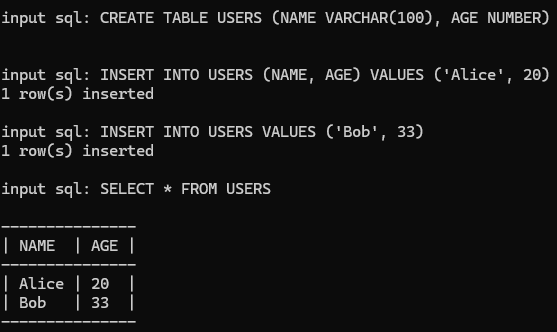 input sql: CREATE TABLE USERS (NAME VARCHAR(100), AGE NUMBER)
input sql: INSERT INTO USERS (NAME, AGE) VALUES ('Alice', 20)
1 row(s) inserted
input sql: INSERT INTO USERS VALUES ('Bob', 33)
1 row(s) inserted
input sql: SELECT * FROM USERS
---------------
| NAME  | AGE |
---------------
| Alice | 20  |
| Bob   | 33  |
---------------